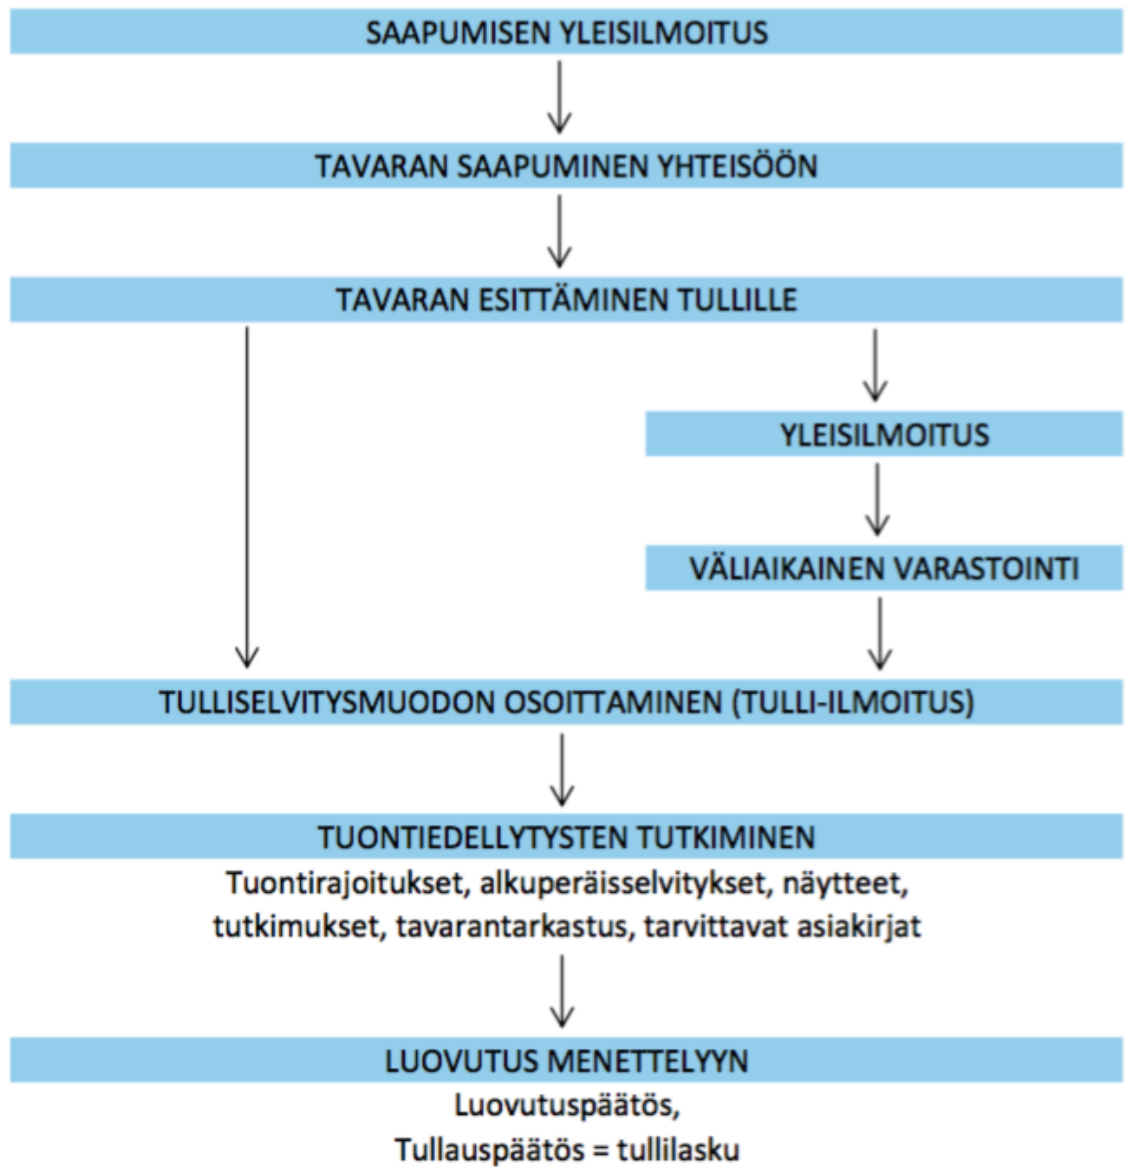 SAAPUMISEN YLEISILMOITUS
TAVARAN SAAPUMINEN YHTEISÖÖN
TAVARAN ESITTÄMINEN TULLILLE
YLEISILMOITUS
VÄLIAIKAINEN VARASTOINTI
TULLISELVITYSMUODON OSOITTAMINEN (TULLI-ILMOITUS)
TUONTIEDELLYTYSTEN TUTKIMINEN
Tuontirajoitukset, alkuperäisselvitykset, näytteet,
tutkimukset, tavarantarkastus, tarvittavat asiakirjat
LUOVUTUS MENETTELYYN
Luovutuspäätös,
Tullauspäätös = tullilasku